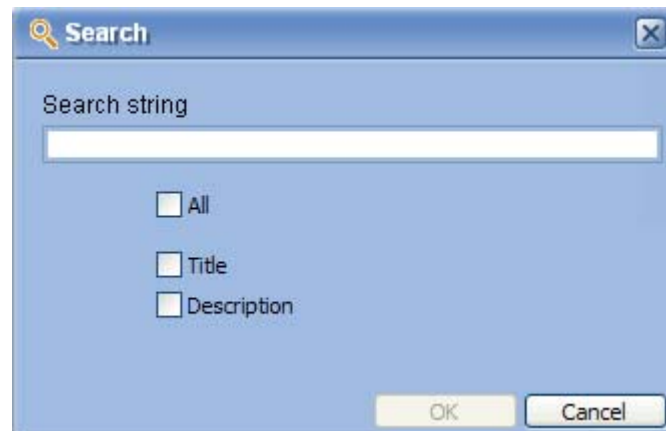 Search
Search string
All
Title
Description
OK Cancel